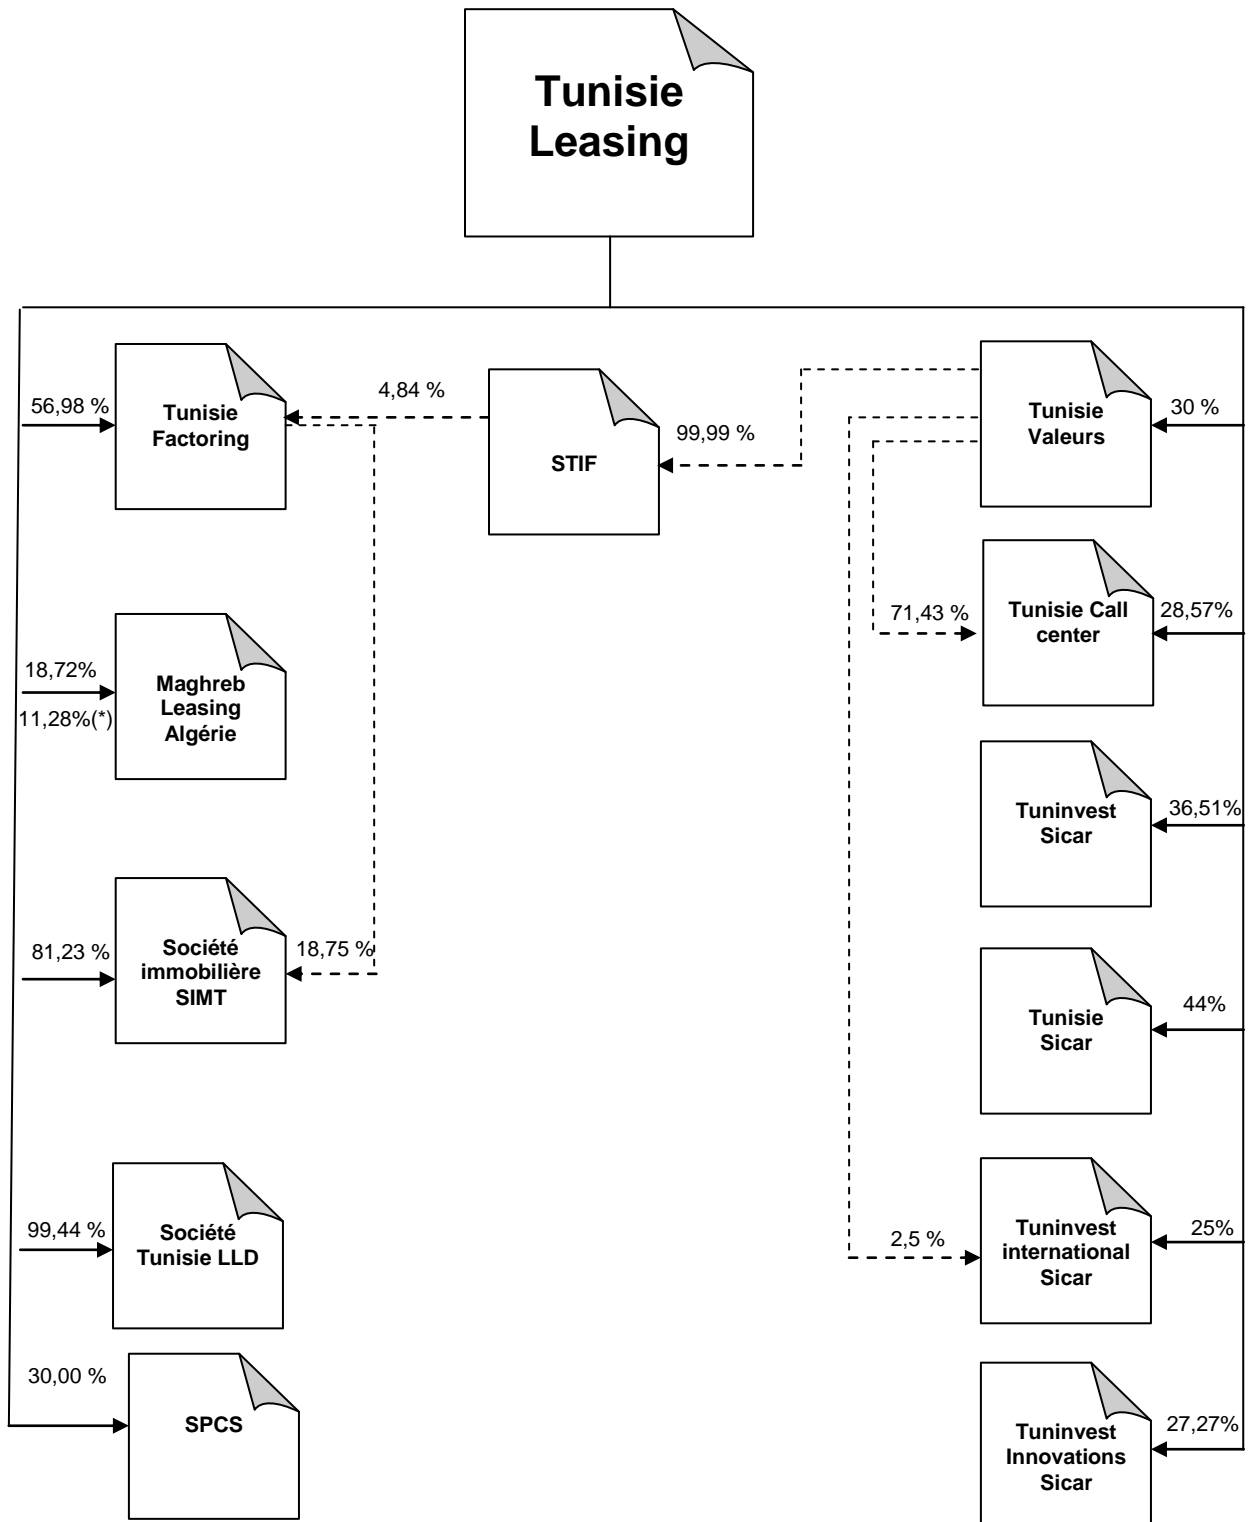 Tunisie
Leasing
56,98 %
Tunisie
Factoring
4,84 %
STIF
99,99 %
Tunisie
Valeurs
30 %
71,43 %
Tunisie Call
center
28,57%
18,72%
11,28%(*)
Maghreb
Leasing
Algérie
Tuninvest
Sicar
36,51%
81,23 %
Société
immobilière
SIMT
18,75 %
Tunisie
Sicar
44%
99,44 %
Société
Tunisie LLD
2,5 %
Tuninvest
international
Sicar
25%
30,00 %
SPCS
Tuninvest
Innovations
Sicar
27,27%